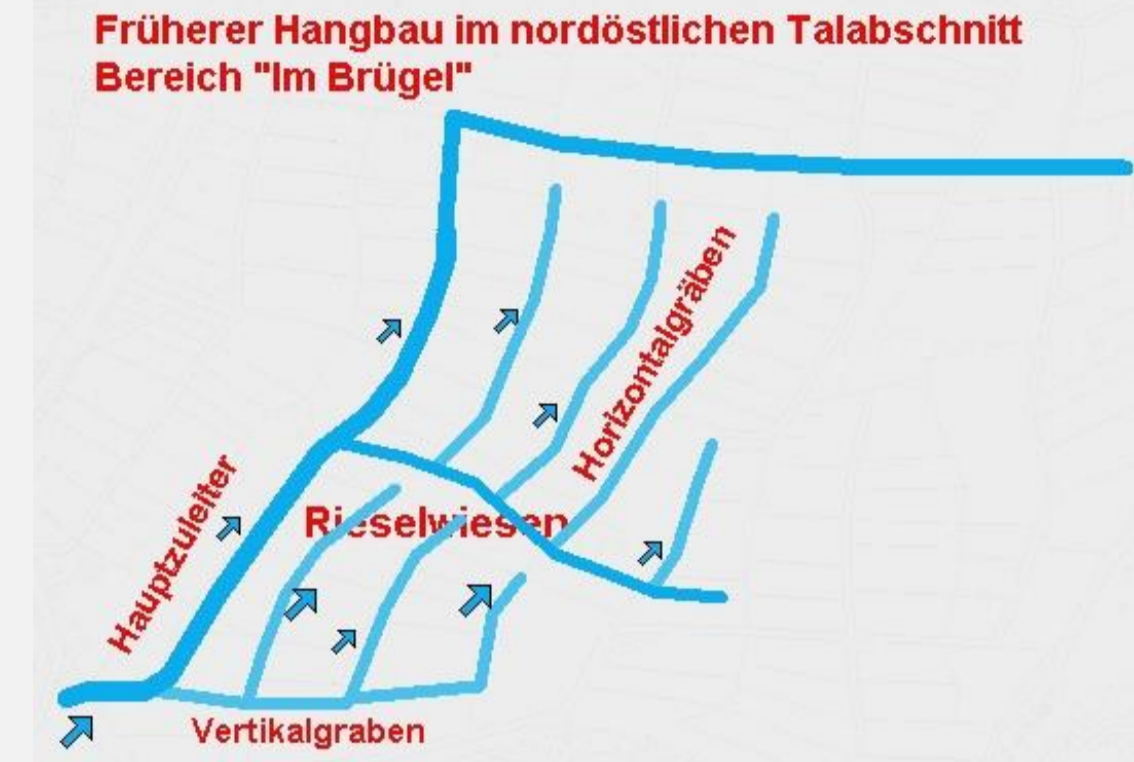 Früherer Hangbau im nordöstlichen Talabschnitt
Bereich "Im Brügel"
Horizontalgräben
Hauptzuleiter
Rieselwiesen
Vertikalgraben